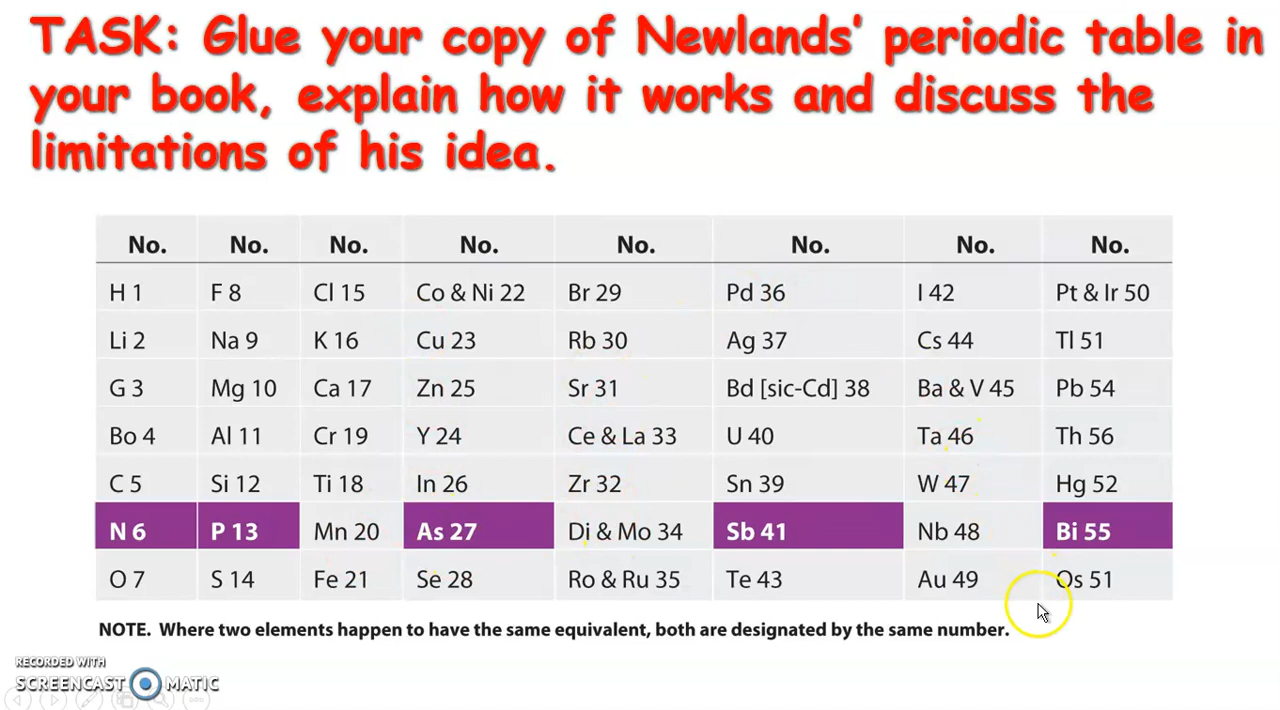 TASK: Glue your copy of Newlands' periodic table in
your book, explain how it works and discuss the
limitations of his idea.
No. No. No. No. No. No. No. No.
H 1 F 8 Cl 15 Co & Ni 22 Br 29 Pd 36 I 42 Pt & Ir 50
Li 2 Na 9 K 16 Cu 23 Rb 30 Ag 37 Cs 44 Tl 51
G 3 Mg 10 Ca 17 Zn 25 Sr 31 Bd [sic-Cd] 38 Ba & V 45 Pb 54
Bo 4 Al 11 Cr 19 Y 24 Ce & La 33 U 40 Ta 46 Th 56
C 5 Si 12 Ti 18 In 26 Zr 32 Sn 39 W 47 Hg 52
N 6 P 13 Mn 20 As 27 Di & Mo 34 Sb 41 Nb 48 Bi 55
O 7 S 14 Fe 21 Se 28 Ro & Ru 35 Te 43 Au 49 Os 51
NOTE. Where two elements happen to have the same equivalent, both are designated by the same number.
RECORDED WITH
SCREENCAST MATIC